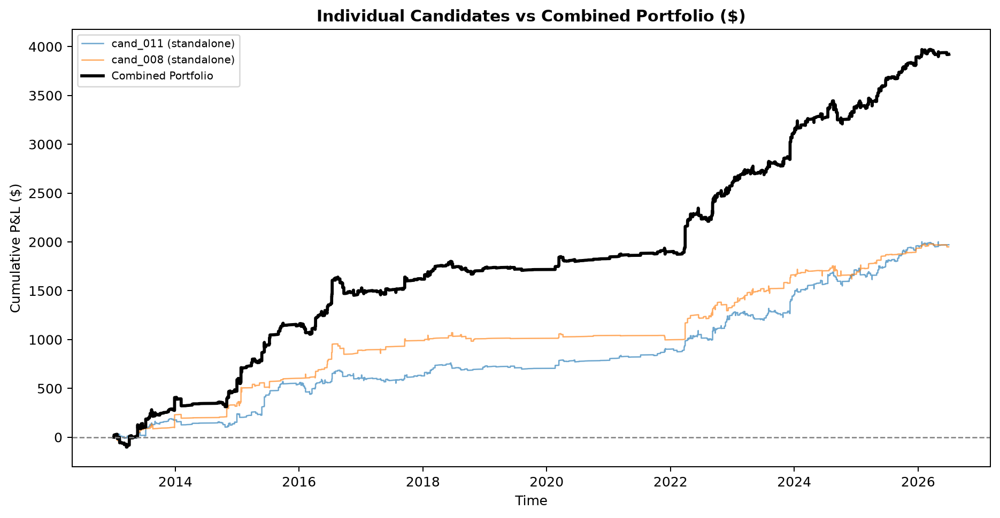 Individual Candidates vs Combined Portfolio ($)
cand_011 (standalone)
cand_008 (standalone)
Combined Portfolio
Cumulative P&L ($)
4000
3500
3000
2500
2000
1500
1000
500
0
2014 2016 2018 2020 2022 2024 2026
Time